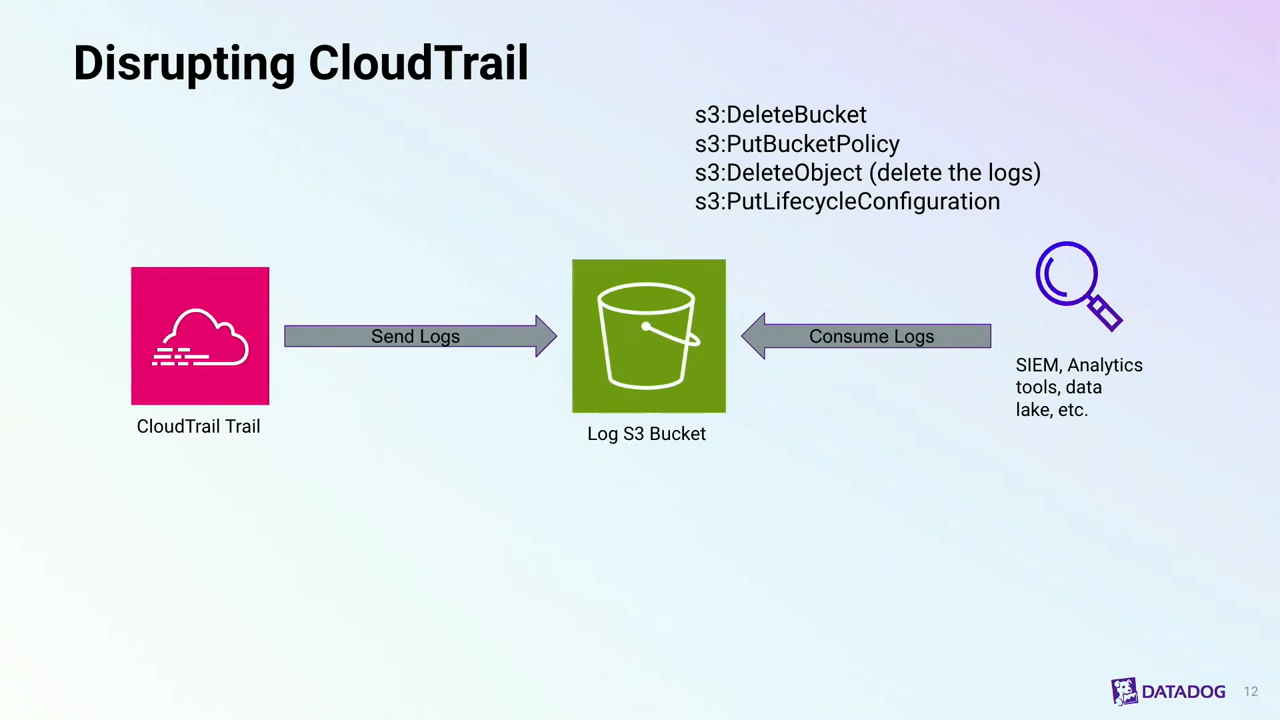 Disrupting CloudTrail
s3:DeleteBucket
s3:PutBucketPolicy
s3:DeleteObject (delete the logs)
s3:PutLifecycleConfiguration
Send Logs
Consume Logs
CloudTrail Trail
Log S3 Bucket
SIEM, Analytics
tools, data
lake, etc.
DATADOG
12